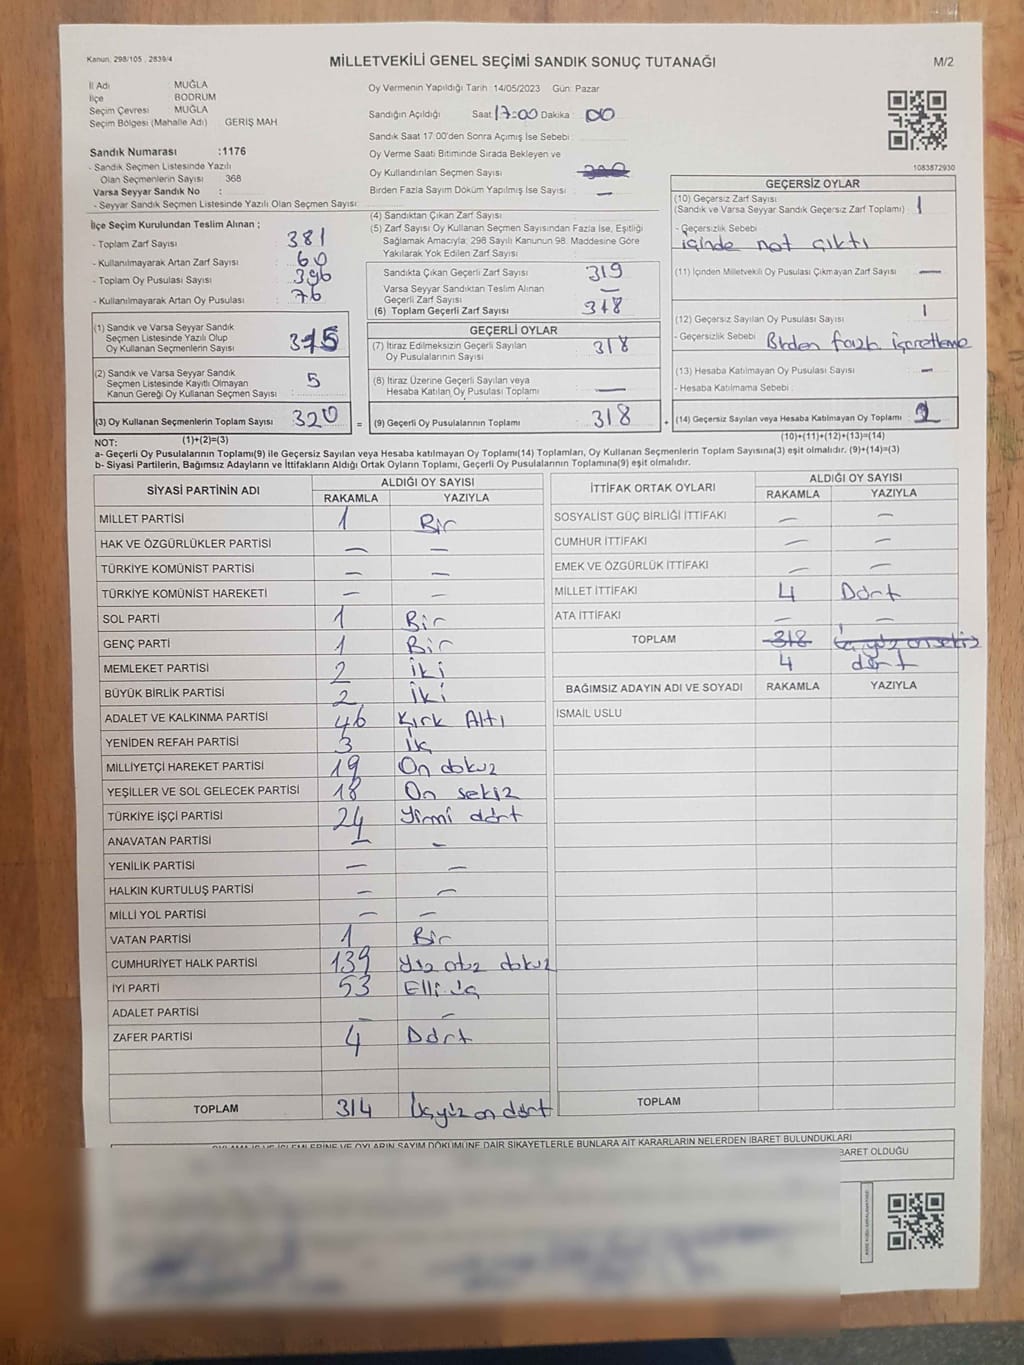 Kanun. 298/105 , 2839/4
MİLLETVEKİLİ GENEL SEÇİMİ SANDIK SONUÇ TUTANAĞI
M/2
İl Adı MUĞLA
İlçe BODRUM
Seçim Çevresi MUĞLA
Seçim Bölgesi (Mahalle Adı) GERİŞ MAH
Sandık Numarası :1176
- Sandık Seçmen Listesinde Yazılı
Olan Seçmenlerin Sayısı 368
Varsa Seyyar Sandık No :
- Seyyar Sandık Seçmen Listesinde Yazılı Olan Seçmen Sayısı:
Oy Vermenin Yapıldığı Tarih: 14/05/2023 Gün: Pazar
Sandığın Açıldığı Saat 17:00 Dakika : 00
Sandık Saat 17.00'den Sonra Açımış İse Sebebi :
Oy Verme Saati Bitiminde Sırada Bekleyen ve
Oy Kullandırılan Seçmen Sayısı
Birden Fazla Sayım Döküm Yapılmış İse Sayısı : —
1083872930
İlçe Seçim Kurulundan Teslim Alınan ;
- Toplam Zarf Sayısı 381
- Kullanılmayarak Artan Zarf Sayısı 60
- Toplam Oy Pusulası Sayısı 396
- Kullanılmayarak Artan Oy Pusulası 76
(1) Sandık ve Varsa Seyyar Sandık
Seçmen Listesinde Yazılı Olup
Oy Kullanan Seçmenlerin Sayısı 315
(2) Sandık ve Varsa Seyyar Sandık
Seçmen Listesinde Kayıtlı Olmayan
Kanun Gereği Oy Kullanan Seçmen Sayısı : 5
(3) Oy Kullanan Seçmenlerin Toplam Sayısı 320
(1)+(2)=(3)
(4) Sandıktan Çıkan Zarf Sayısı
(5) Zarf Sayısı Oy Kullanan Seçmen Sayısından Fazla İse, Eşitliği
Sağlamak Amacıyla; 298 Sayılı Kanunun 98. Maddesine Göre
Yakılarak Yok Edilen Zarf Sayısı
Sandıkta Çıkan Geçerli Zarf Sayısı 319
Varsa Seyyar Sandıktan Teslim Alınan
Geçerli Zarf Sayısı —
(6) Toplam Geçerli Zarf Sayısı 318
GEÇERLİ OYLAR
(7) İtiraz Edilmeksizin Geçerli Sayılan
Oy Pusulalarının Sayısı 318
(8) İtiraz Üzerine Geçerli Sayılan veya
Hesaba Katılan Oy Pusulası Toplamı —
= (9) Geçerli Oy Pusulalarının Toplamı 318 +
GEÇERSİZ OYLAR
(10) Geçersiz Zarf Sayısı
(Sandık ve Varsa Seyyar Sandık Geçersiz Zarf Toplamı) : 1
- Geçersizlik Sebebi
içinde not çıktı
(11) İçinden Milletvekili Oy Pusulası Çıkmayan Zarf Sayısı : —
(12) Geçersiz Sayılan Oy Pusulası Sayısı : 1
- Geçersizlik Sebebi Birden fazla işaretleme
(13) Hesaba Katılmayan Oy Pusulası Sayısı : —
- Hesaba Katılmama Sebebi :
(14) Geçersiz Sayılan veya Hesaba Katılmayan Oy Toplamı : 2
(10)+(11)+(12)+(13)=(14)
NOT:
a- Geçerli Oy Pusulalarının Toplamı(9) ile Geçersiz Sayılan veya Hesaba katılmayan Oy Toplamı(14) Toplamları, Oy Kullanan Seçmenlerin Toplam Sayısına(3) eşit olmalıdır. (9)+(14)=(3)
b- Siyasi Partilerin, Bağımsız Adayların ve İttifakların Aldığı Ortak Oyların Toplamı, Geçerli Oy Pusulalarının Toplamına(9) eşit olmalıdır.
SİYASİ PARTİNİN ADI ALDIĞI OY SAYISI
RAKAMLA YAZIYLA
MİLLET PARTİSİ 1 Bir
HAK VE ÖZGÜRLÜKLER PARTİSİ — —
TÜRKİYE KOMÜNİST PARTİSİ — —
TÜRKİYE KOMÜNİST HAREKETİ — —
SOL PARTİ 1 Bir
GENÇ PARTİ 1 Bir
MEMLEKET PARTİSİ 2 iki
BÜYÜK BİRLİK PARTİSİ 2 iki
ADALET VE KALKINMA PARTİSİ 46 Kırk Altı
YENİDEN REFAH PARTİSİ 3 üç
MİLLİYETÇİ HAREKET PARTİSİ 19 On dokuz
YEŞİLLER VE SOL GELECEK PARTİSİ 18 On sekiz
TÜRKİYE İŞÇİ PARTİSİ 24 Yirmi dört
ANAVATAN PARTİSİ — —
YENİLİK PARTİSİ — —
HALKIN KURTULUŞ PARTİSİ — —
MİLLİ YOL PARTİSİ — —
VATAN PARTİSİ 1 Bir
CUMHURİYET HALK PARTİSİ 139 Yüz otuz dokuz
İYİ PARTİ 53 Elli üç
ADALET PARTİSİ — —
ZAFER PARTİSİ 4 Dört
TOPLAM 314 Üçyüz on dört
İTTİFAK ORTAK OYLARI ALDIĞI OY SAYISI
RAKAMLA YAZIYLA
SOSYALİST GÜÇ BİRLİĞİ İTTİFAKI — —
CUMHUR İTTİFAKI — —
EMEK VE ÖZGÜRLÜK İTTİFAKI — —
MİLLET İTTİFAKI 4 Dört
ATA İTTİFAKI — —
TOPLAM 318 üç yüz onsekiz
4 dört
BAĞIMSIZ ADAYIN ADI VE SOYADI RAKAMLA YAZIYLA
İSMAİL USLU
TOPLAM
OYLAMA İŞ VE İŞLEMLERİNE VE OYLARIN SAYIM DÖKÜMÜNE DAİR ŞİKAYETLERLE BUNLARA AİT KARARLARIN NELERDEN İBARET BULUNDUKLARI
BARET OLDUĞU